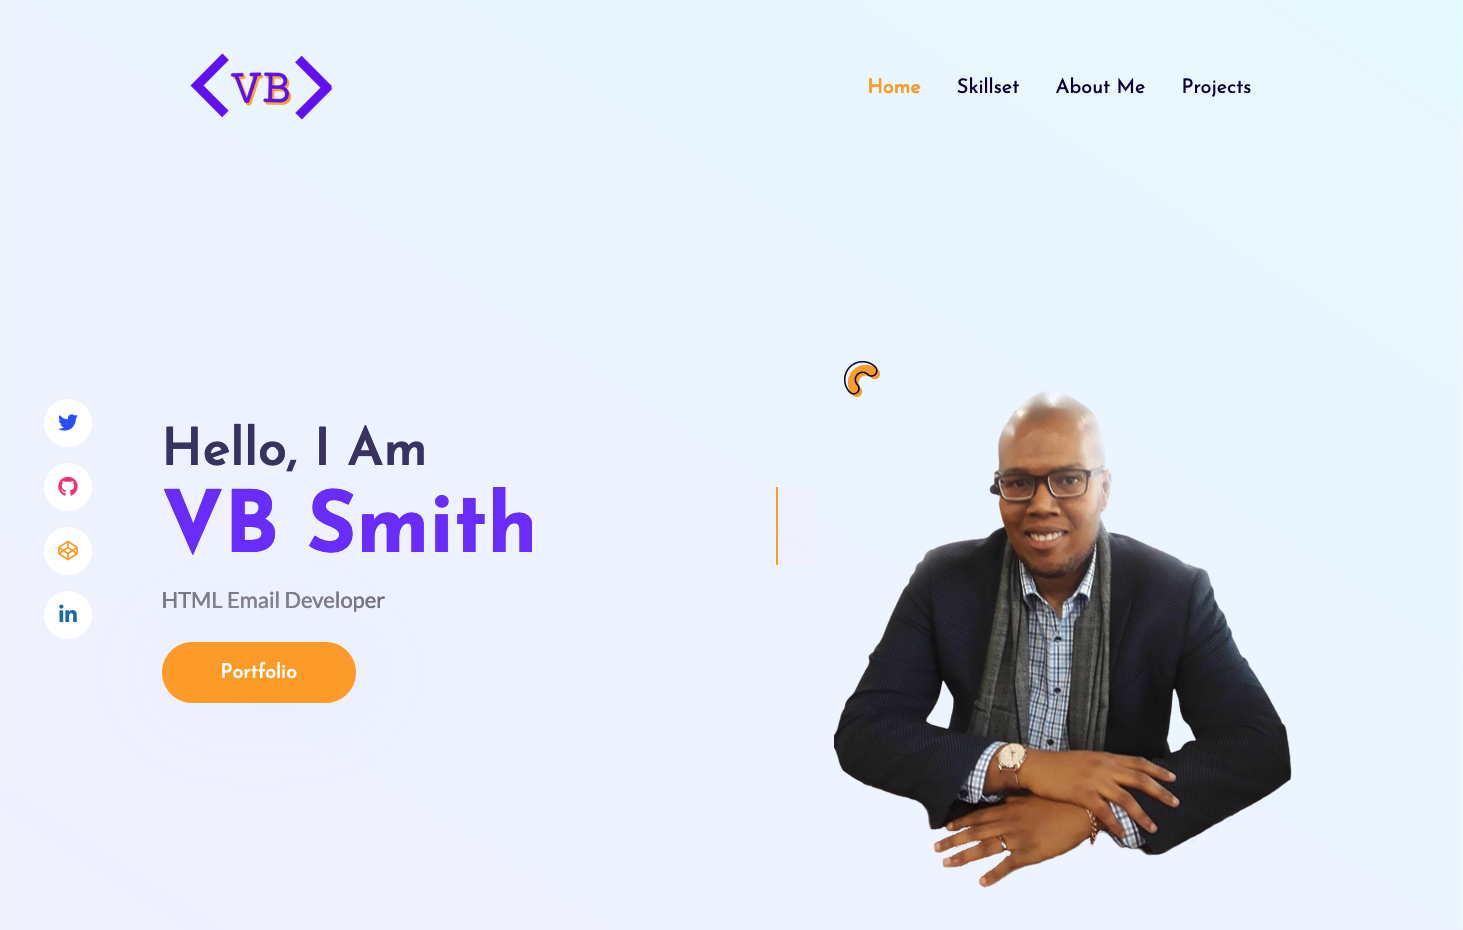 VB
Home Skillset About Me Projects
Hello, I Am
VB Smith
HTML Email Developer
Portfolio
in